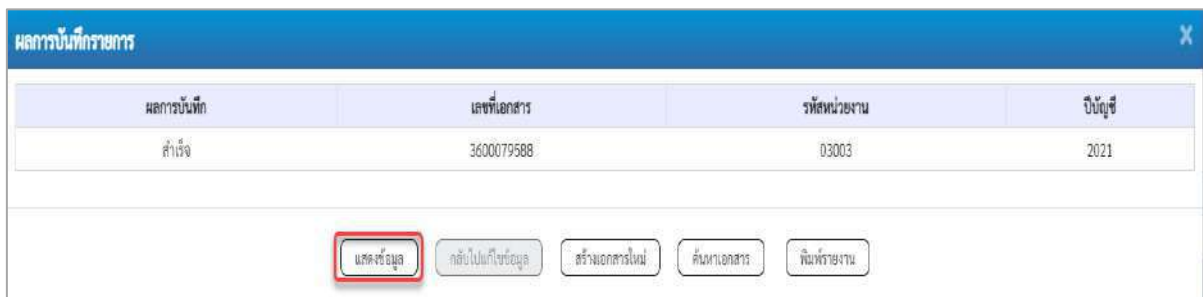 ผลการบันทึกรายการ X
ผลการบันทึก เลขที่เอกสาร รหัสหน่วยงาน ปีบัญชี
สำเร็จ 3600079588 03003 2021
แสดงข้อมูล กลับไปแก้ไขข้อมูล สร้างเอกสารใหม่ ค้นหาเอกสาร พิมพ์รายงาน